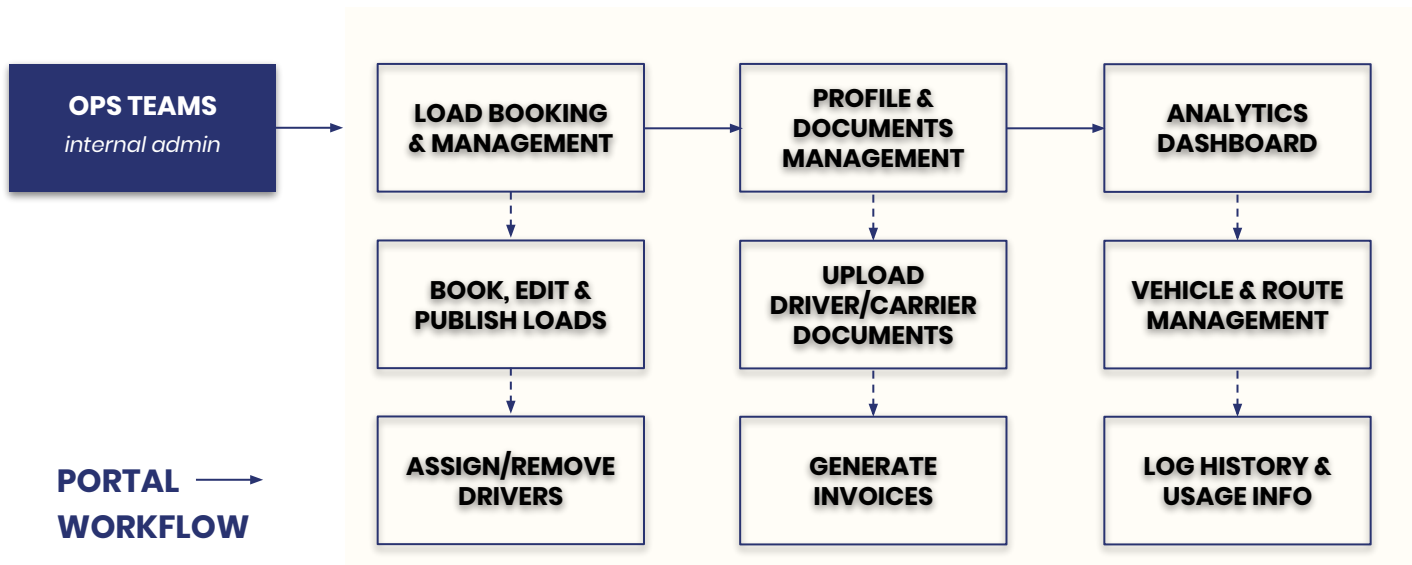 OPS TEAMS
internal admin
LOAD BOOKING
& MANAGEMENT
PROFILE &
DOCUMENTS
MANAGEMENT
ANALYTICS
DASHBOARD
BOOK, EDIT &
PUBLISH LOADS
UPLOAD
DRIVER/CARRIER
DOCUMENTS
VEHICLE & ROUTE
MANAGEMENT
ASSIGN/REMOVE
DRIVERS
GENERATE
INVOICES
LOG HISTORY &
USAGE INFO
PORTAL
WORKFLOW